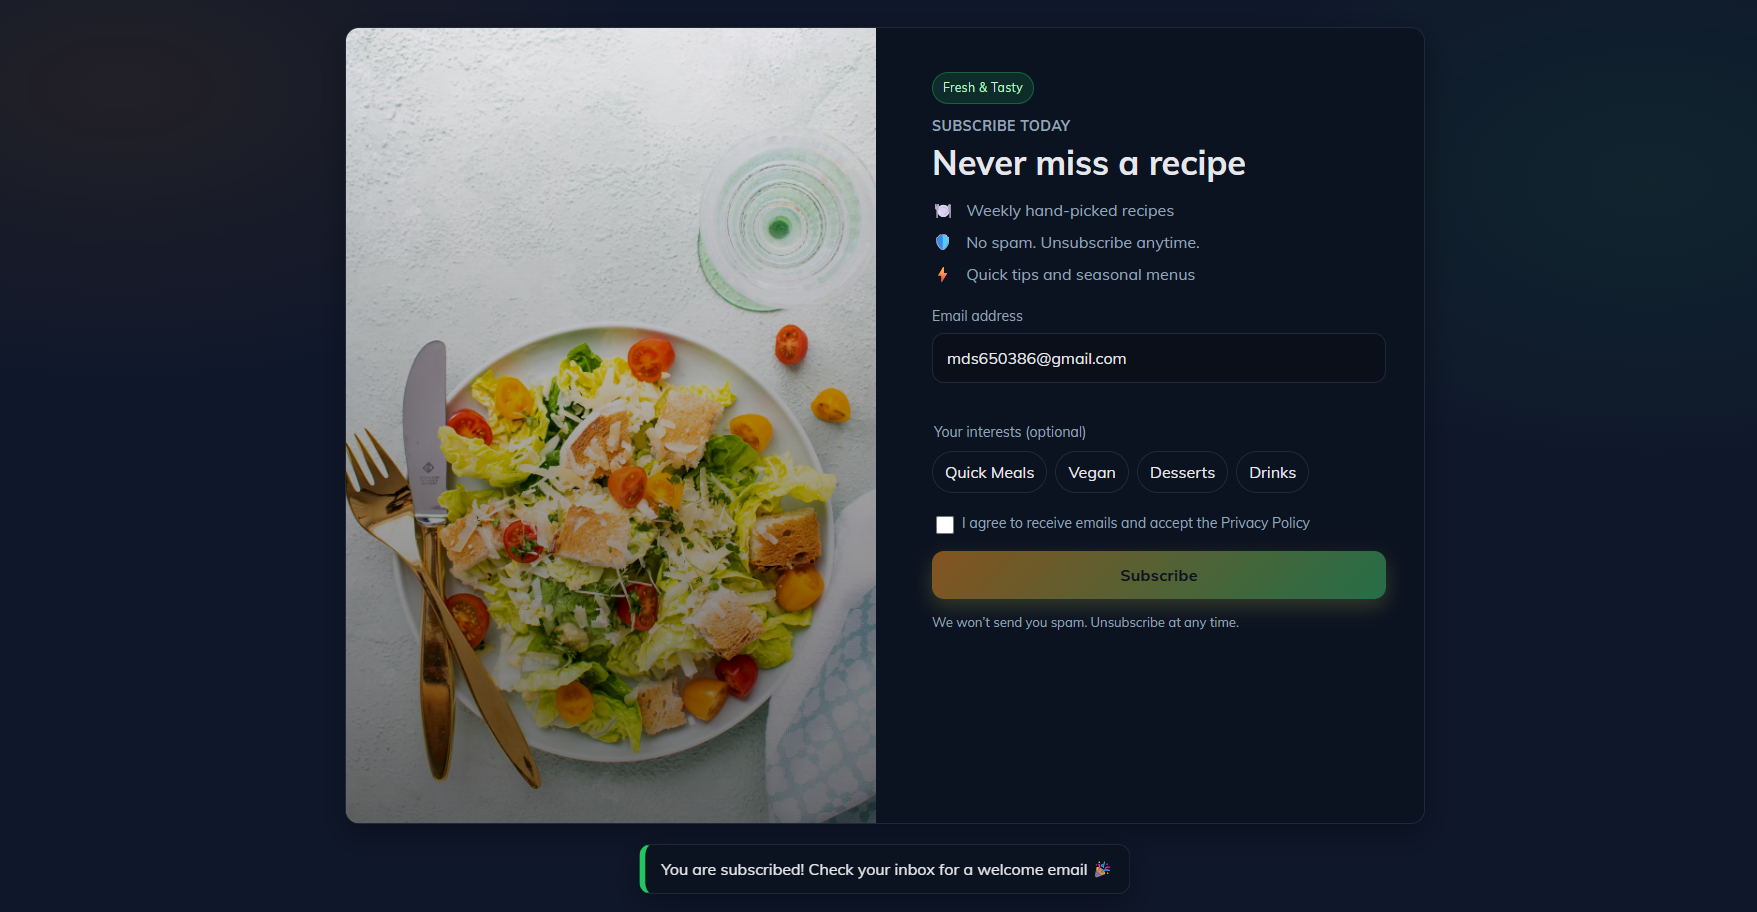 Fresh & Tasty
SUBSCRIBE TODAY
Never miss a recipe
🍽️ Weekly hand-picked recipes
🛡️ No spam. Unsubscribe anytime.
⚡ Quick tips and seasonal menus
Email address
mds650386@gmail.com
Your interests (optional)
Quick Meals Vegan Desserts Drinks
I agree to receive emails and accept the Privacy Policy
Subscribe
We won’t send you spam. Unsubscribe at any time.
You are subscribed! Check your inbox for a welcome email 🎉